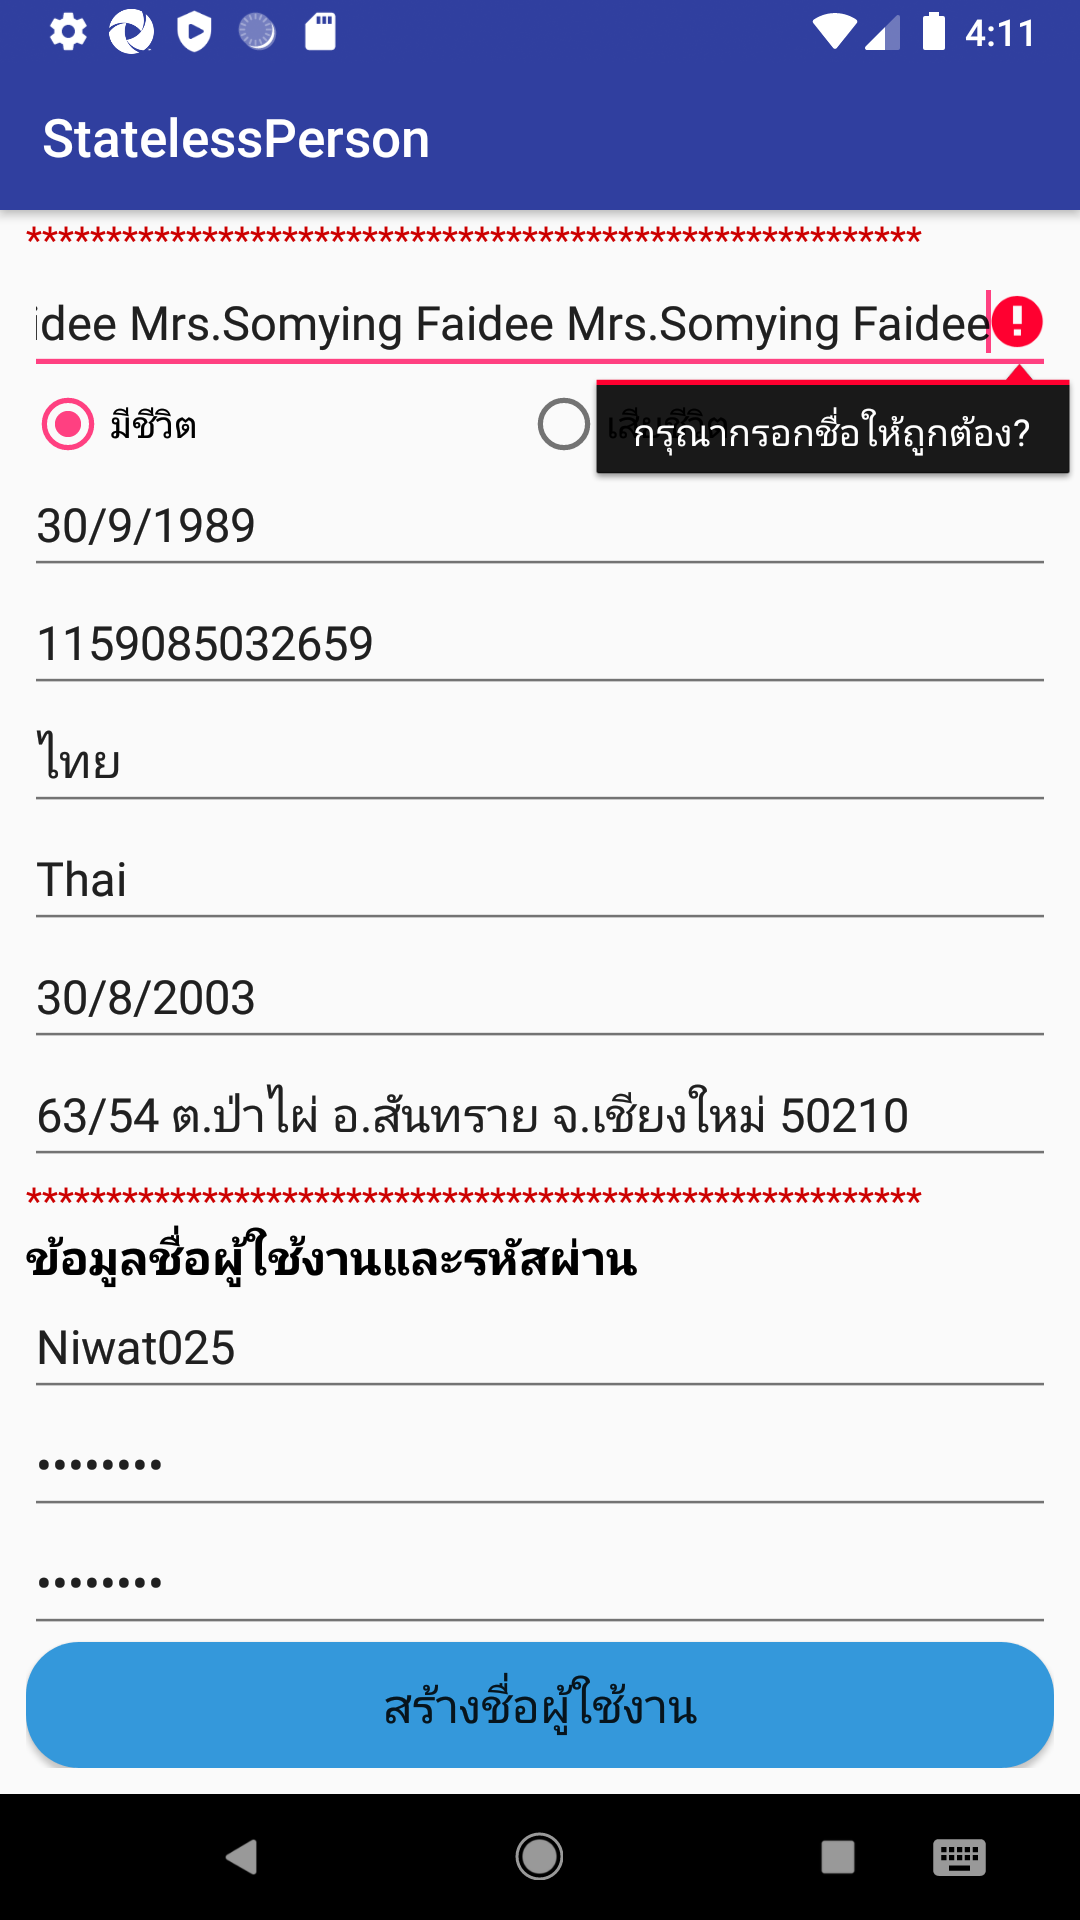 4:11
StatelessPerson
********************************************************
idee Mrs.Somying Faidee Mrs.Somying Faidee
มีชีวิต
เสียชีวิต
กรุณากรอกชื่อให้ถูกต้อง?
30/9/1989
1159085032659
ไทย
Thai
30/8/2003
63/54 ต.ป่าไผ่ อ.สันทราย จ.เชียงใหม่ 50210
********************************************************
ข้อมูลชื่อผู้ใช้งานและรหัสผ่าน
Niwat025
••••••••
••••••••
สร้างชื่อผู้ใช้งาน